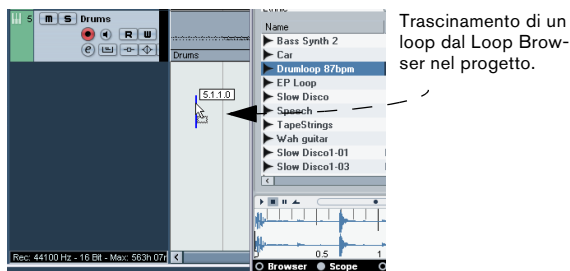 5 m S Drums
R W
e
Drums
5.1.1.0
Rec: 44100 Hz - 16 Bit - Max: 563h 07
Name
Bass Synth 2
Car
Drumloop 87bpm
EP Loop
Slow Disco
Speech
TapeStrings
Wah guitar
Slow Disco1-01
Slow Disco1-03
0.5
1
Browser Scope
Trascinamento di un
loop dal Loop Brow-
ser nel progetto.